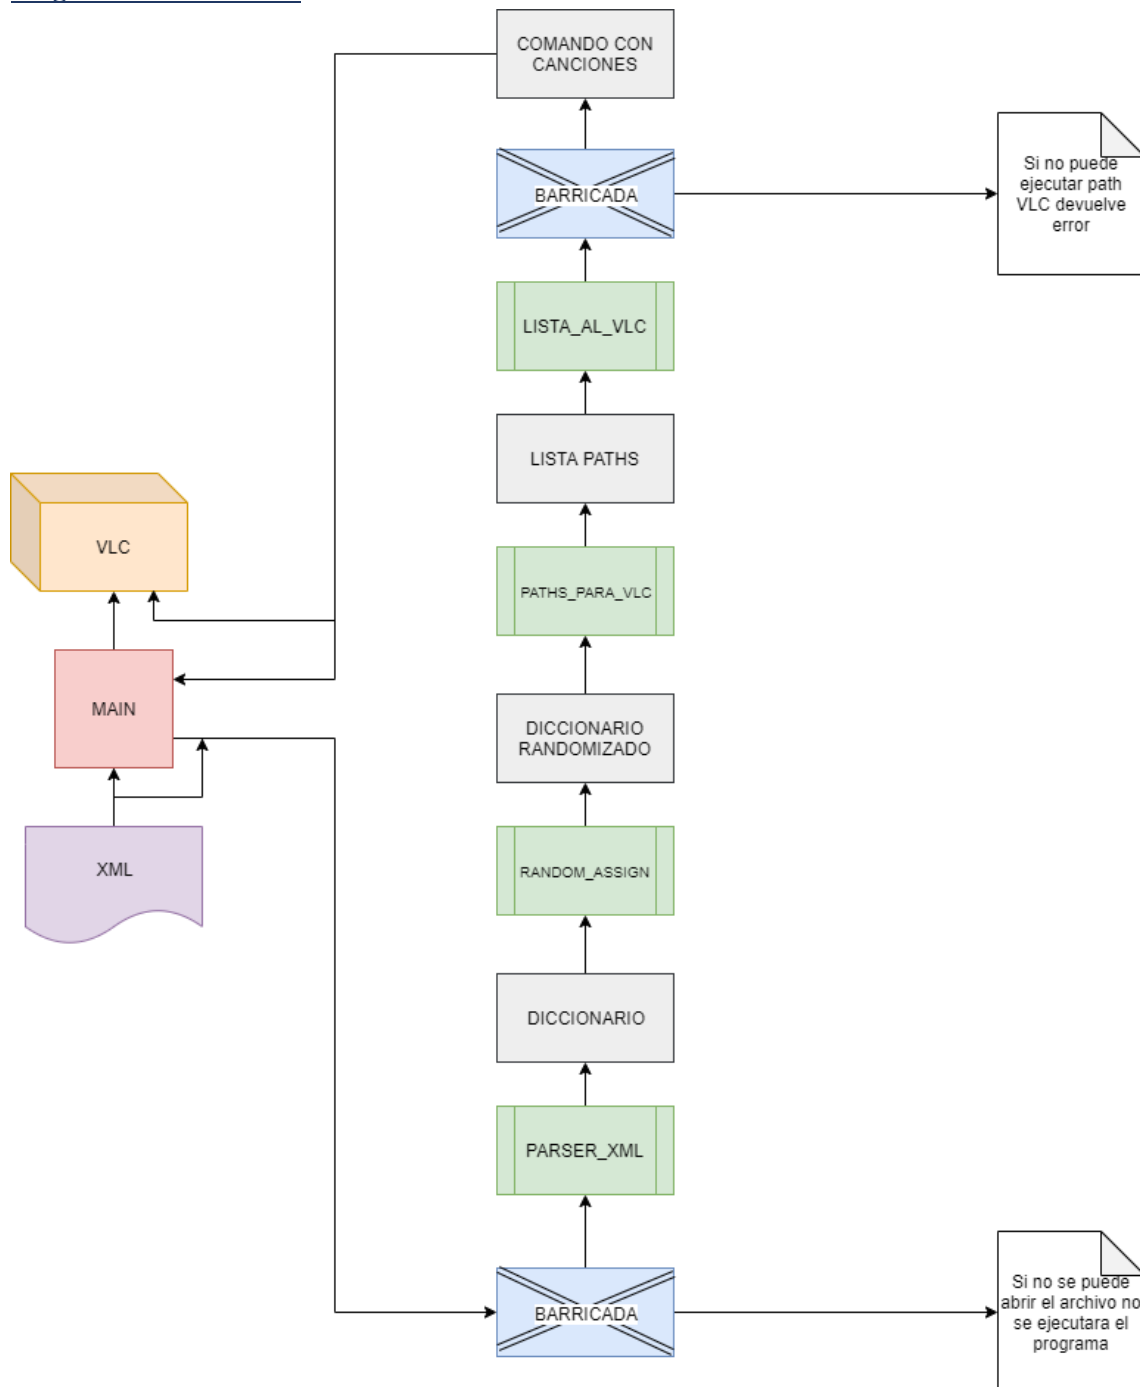 COMANDO CON
CANCIONES
BARRICADA
Si no puede
ejecutar path
VLC devuelve
error
LISTA_AL_VLC
LISTA PATHS
VLC
PATHS_PARA_VLC
MAIN
DICCIONARIO
RANDOMIZADO
XML
RANDOM_ASSIGN
DICCIONARIO
PARSER_XML
BARRICADA
Si no se puede
abrir el archivo no
se ejecutara el
programa